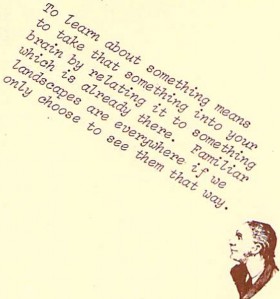 To learn about something means
to take that something into your
brain by relating it to something
which is already there.  Familiar
landscapes are everywhere if we
only choose to see them that way.